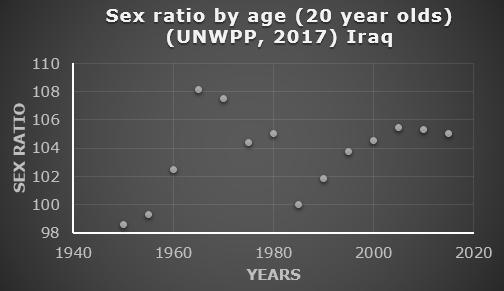 Sex ratio by age (20 year olds)
(UNWPP, 2017) Iraq
110
108
106
104
102
100
98
SEX RATIO
1940 1960 1980 2000 2020
YEARS